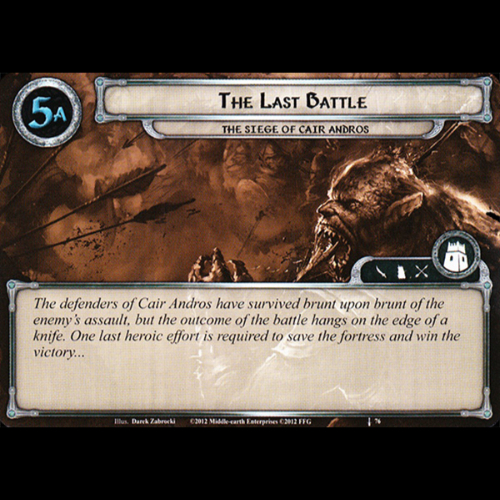 5A
THE LAST BATTLE
THE SIEGE OF CAIR ANDROS
The defenders of Cair Andros have survived brunt upon brunt of the
enemy's assault, but the outcome of the battle hangs on the edge of a
knife. One last heroic effort is required to save the fortress and win the
victory...
Illus. Darek Zabrocki ©2012 Middle-earth Enterprises ©2012 FFG 76